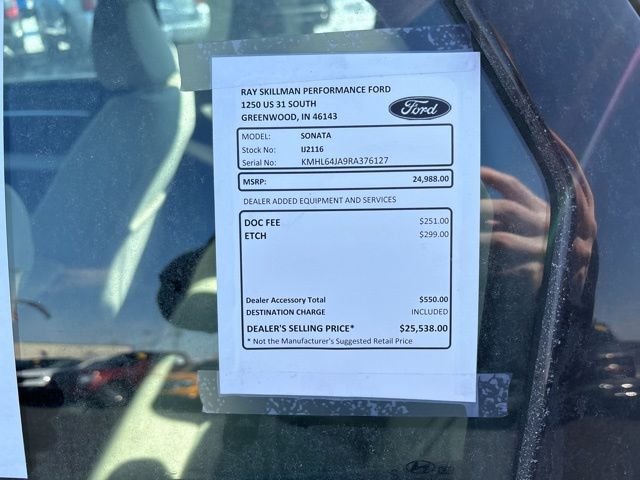 RAY SKILLMAN PERFORMANCE FORD
1250 US 31 SOUTH
GREENWOOD, IN 46143
Ford
MODEL: SONATA
Stock No: IJ2116
Serial No: KMHL64JA9RA376127
MSRP: 24,988.00
DEALER ADDED EQUIPMENT AND SERVICES
DOC FEE $251.00
ETCH $299.00
Dealer Accessory Total $550.00
DESTINATION CHARGE INCLUDED
DEALER'S SELLING PRICE* $25,538.00
* Not the Manufacturer's Suggested Retail Price